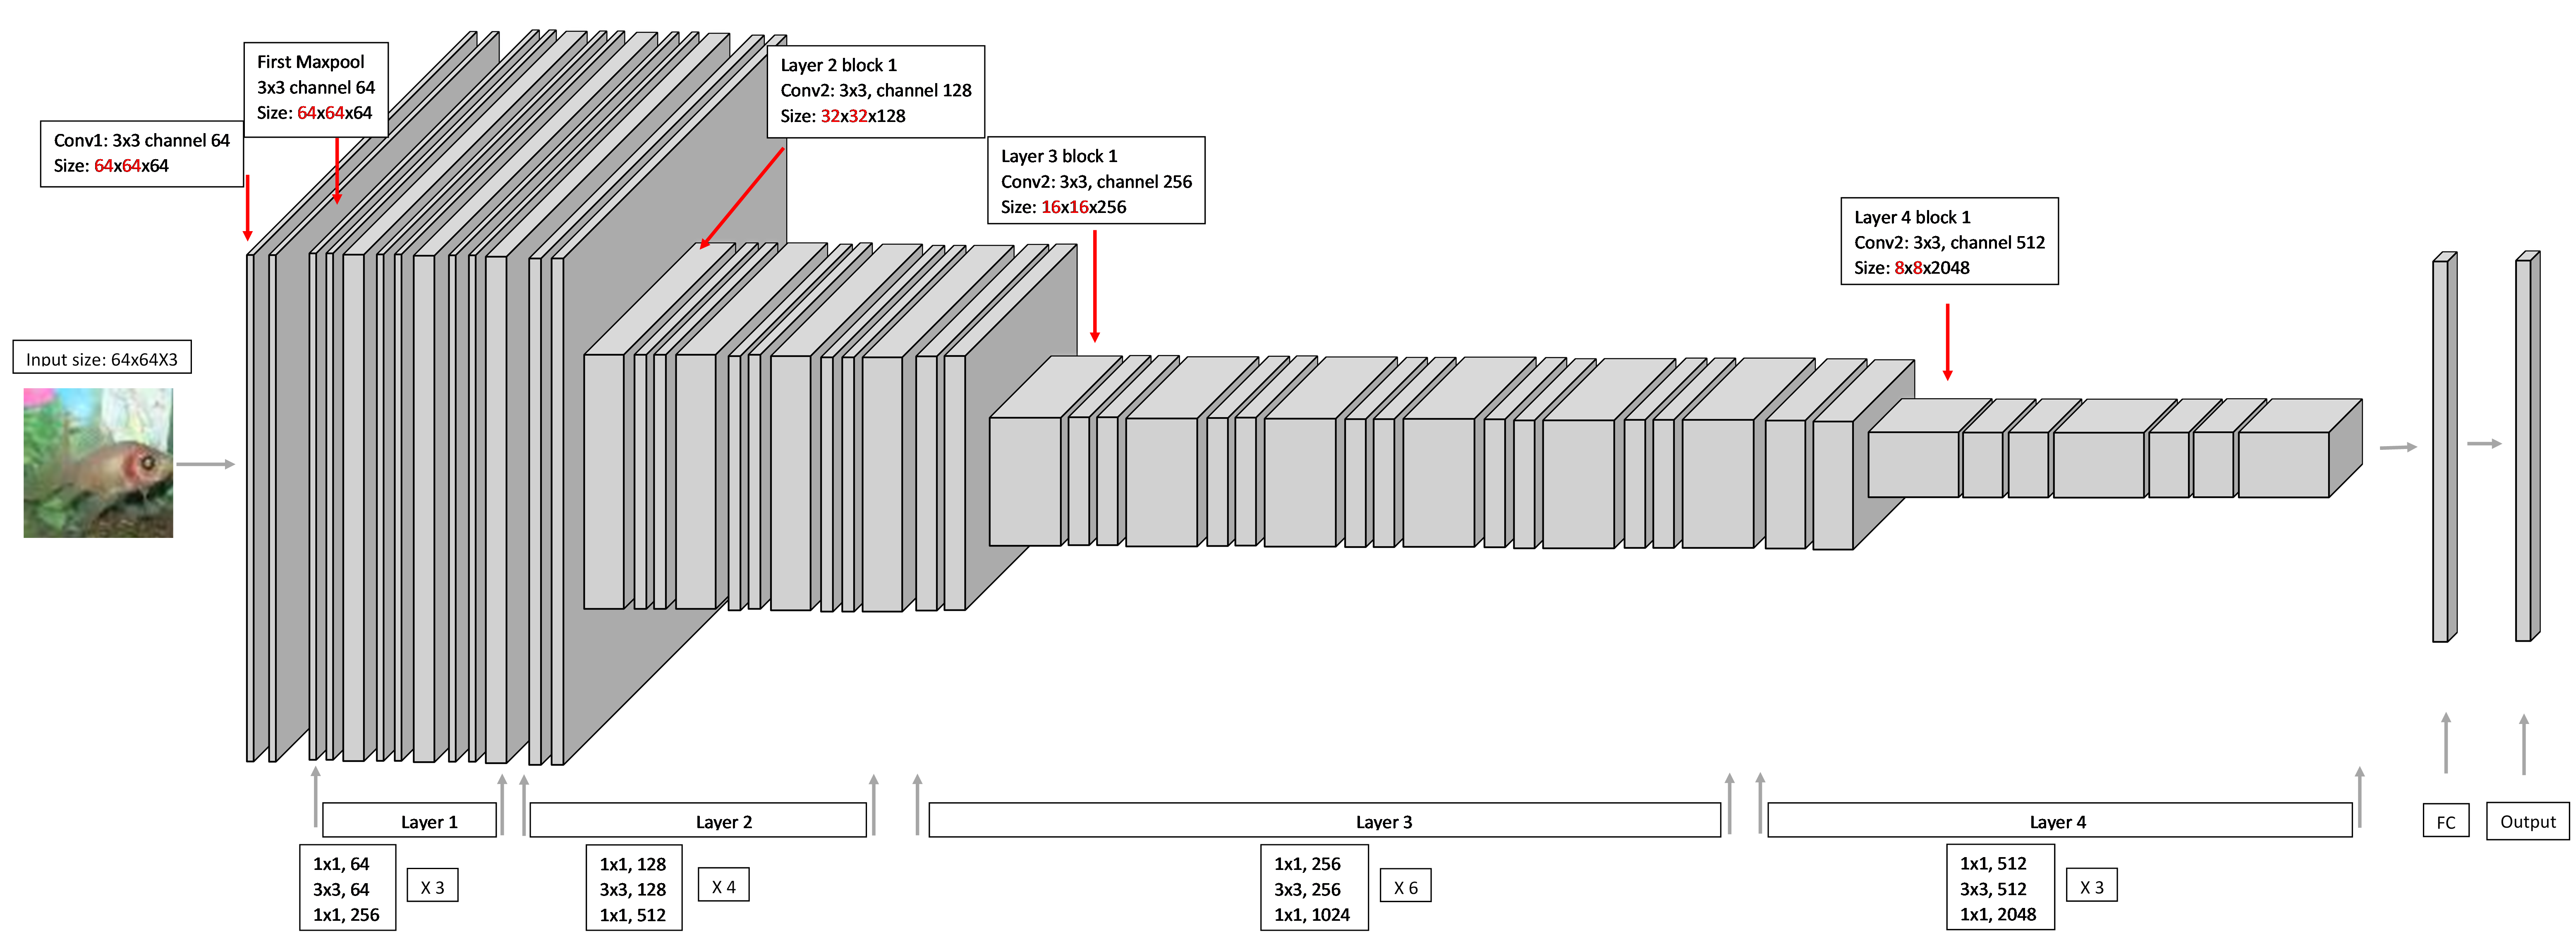 First Maxpool
3x3 channel 64
Size: 64x64x64
Conv1: 3x3 channel 64
Size: 64x64x64
Layer 2 block 1
Conv2: 3x3, channel 128
Size: 32x32x128
Layer 3 block 1
Conv2: 3x3, channel 256
Size: 16x16x256
Layer 4 block 1
Conv2: 3x3, channel 512
Size: 8x8x2048
Input size: 64x64X3
Layer 1
Layer 2
Layer 3
Layer 4
FC
Output
1x1, 64
3x3, 64
1x1, 256
X 3
1x1, 128
3x3, 128
1x1, 512
X 4
1x1, 256
3x3, 256
1x1, 1024
X 6
1x1, 512
3x3, 512
1x1, 2048
X 3